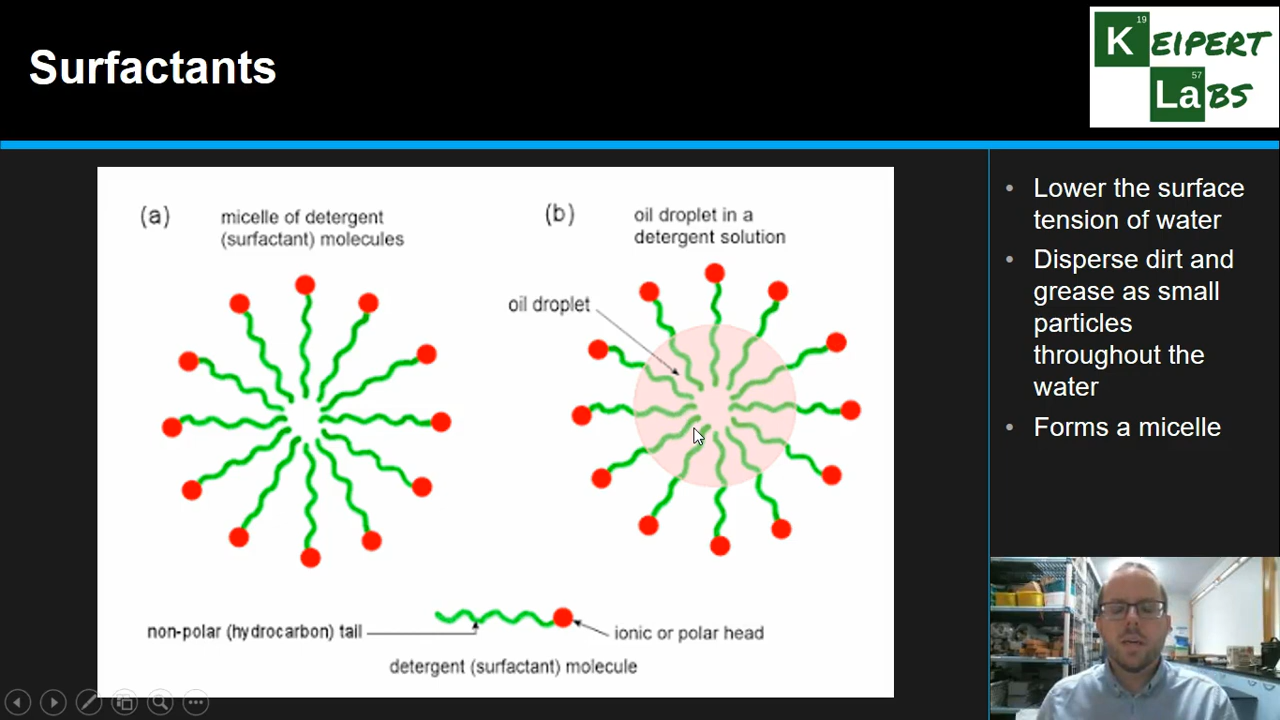 Surfactants
19
K EIPERT
57
La BS
(a)
micelle of detergent
(surfactant) molecules
(b)
oil droplet in a
detergent solution
oil droplet
non-polar (hydrocarbon) tail
ionic or polar head
detergent (surfactant) molecule
• Lower the surface
tension of water
• Disperse dirt and
grease as small
particles
throughout the
water
• Forms a micelle